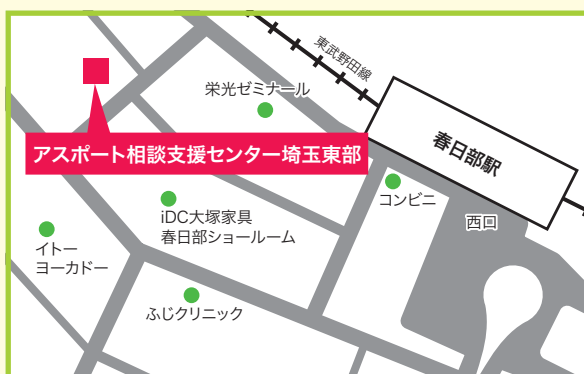 東武野田線
栄光ゼミナール
春日部駅
アスポート相談支援センター埼玉東部
コンビニ
西口
iDC大塚家具
春日部ショールーム
イトー
ヨーカドー
ふじクリニック